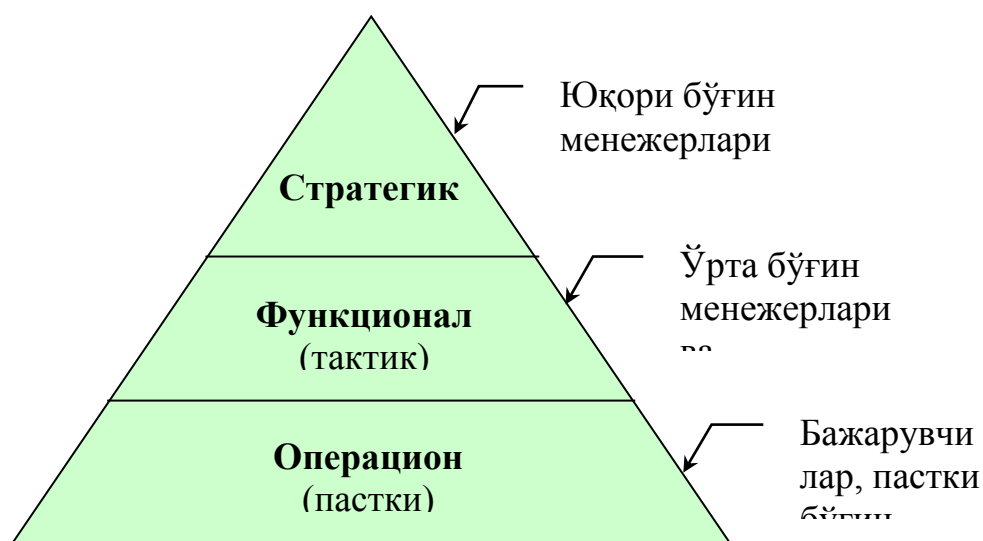 Юқори бўғин
менежерлари
Стратегик
Ўрта бўғин
менежерлари
Функционал
(тактик)
Бажарувчи
лар, пастки
Операцион
(пастки)